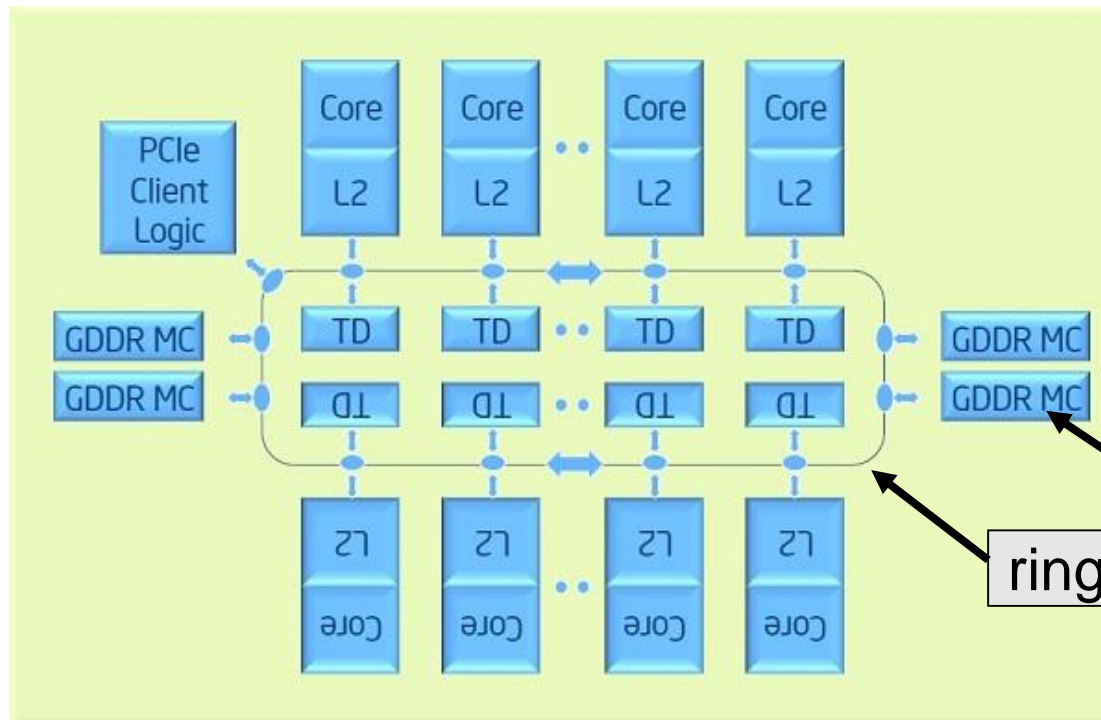 Core Core Core Core
PCIe
Client
Logic
L2 L2 L2 L2
TD TD TD TD
GDDR MC GDDR MC
GDDR MC GDDR MC
TD TD TD TD
ring
L2 L2 L2 L2
Core Core Core Core